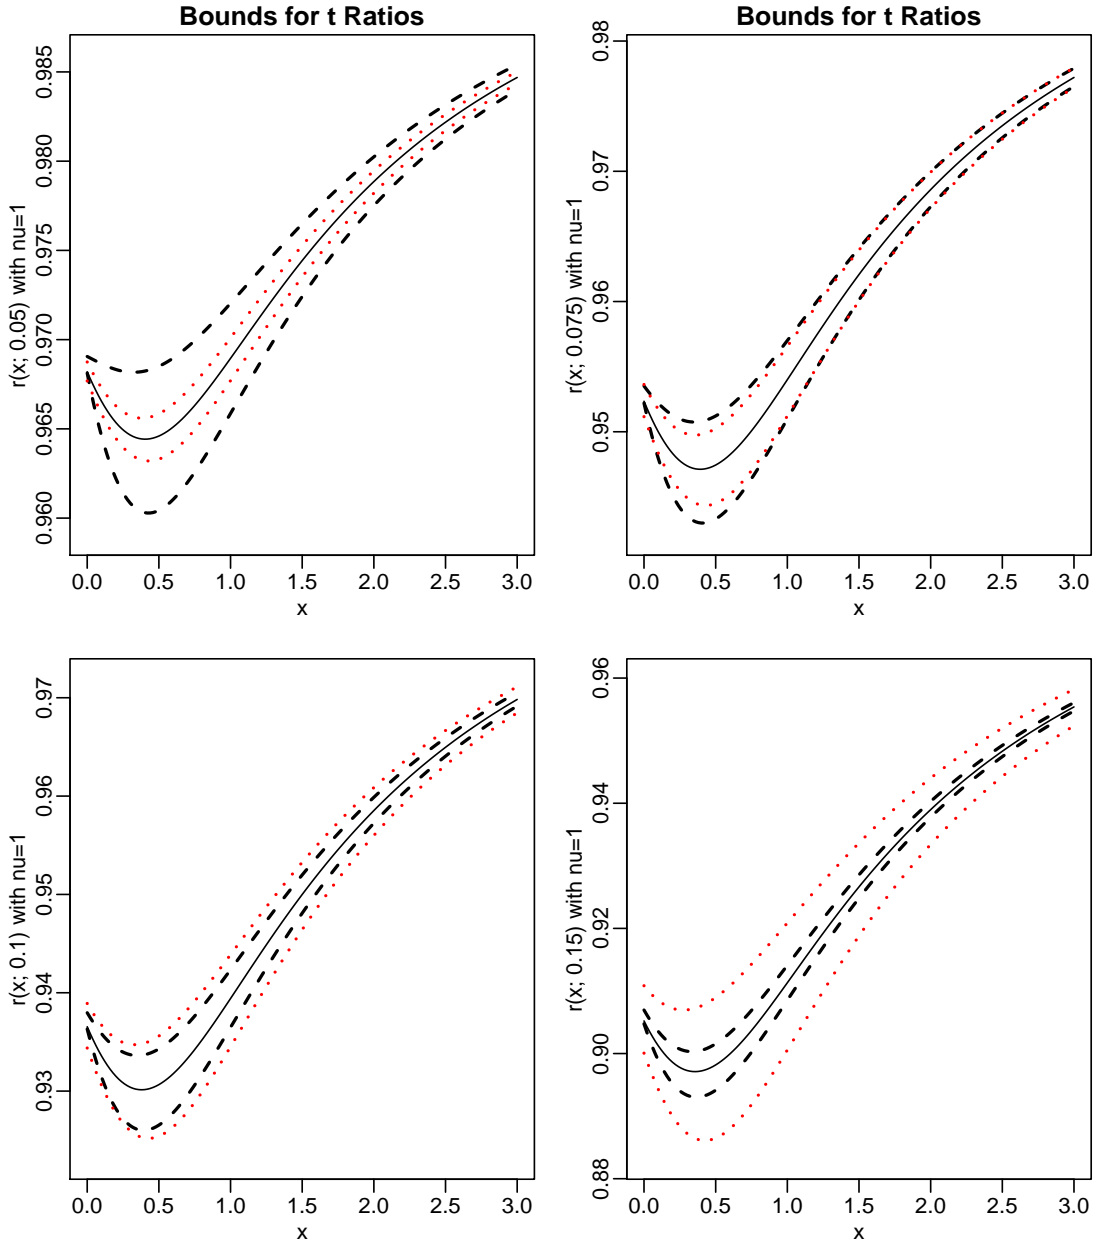 Bounds for t Ratios
r(x; 0.05) with nu=1
0.985
0.980
0.975
0.970
0.965
0.960
0.0 0.5 1.0 1.5 2.0 2.5 3.0
x
Bounds for t Ratios
r(x; 0.075) with nu=1
0.98
0.97
0.96
0.95
0.0 0.5 1.0 1.5 2.0 2.5 3.0
x
r(x; 0.1) with nu=1
0.97
0.96
0.95
0.94
0.93
0.0 0.5 1.0 1.5 2.0 2.5 3.0
x
r(x; 0.15) with nu=1
0.96
0.94
0.92
0.90
0.88
0.0 0.5 1.0 1.5 2.0 2.5 3.0
x